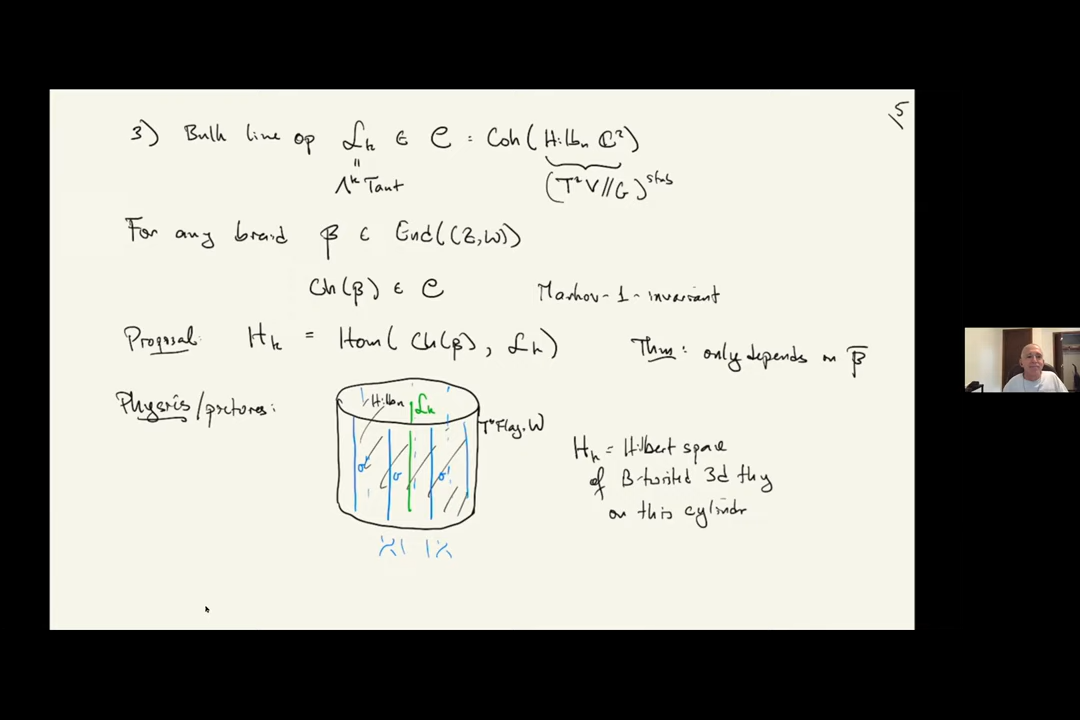 5
3) Bulk line op ℒ_k ∈ 𝒞 = Coh(Hilb_n ℂ²)
"
Λ^k Taut (T*V//G)^stab
For any braid β ∈ End((Z,W))
Ch(β) ∈ 𝒞 Markov-1-invariant
Proposal: H_k = Hom(Ch(β), ℒ_k) Thm: only depends on β̄
Physics/pictures:
Hilb_n ℒ_k
T*Flag, W
σ' σ σ'
H_k = Hilbert space
of B-twisted 3d thy
on this cylinder